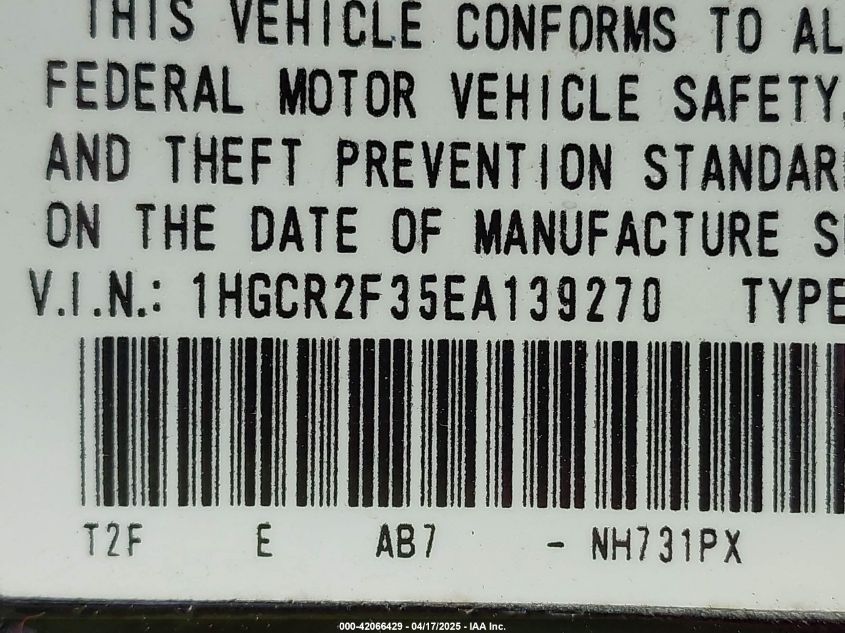 THIS VEHICLE CONFORMS TO AL
FEDERAL MOTOR VEHICLE SAFETY,
AND THEFT PREVENTION STANDAR
ON THE DATE OF MANUFACTURE S
V.I.N.: 1HGCR2F35EA139270 TYPE
T2F E AB7 - NH731PX
000-42066429 - 04/17/2025 - IAA Inc.